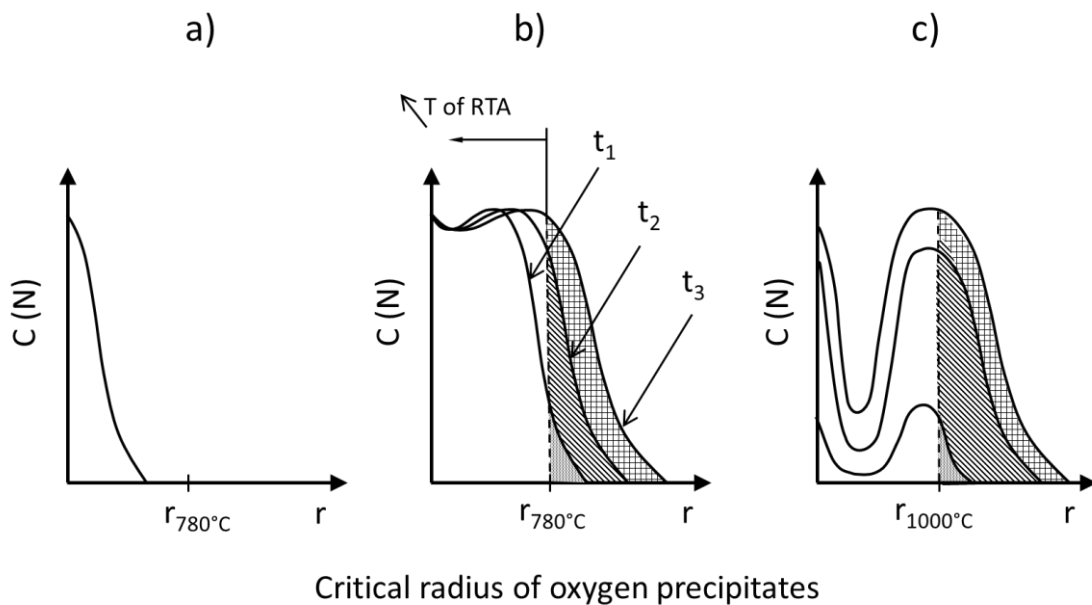 a)
b)
c)
T of RTA
t₁
t₂
t₃
C (N)
C (N)
C (N)
r₇₈₀°C
r
r₇₈₀°C
r
r₁₀₀₀°C
r
Critical radius of oxygen precipitates